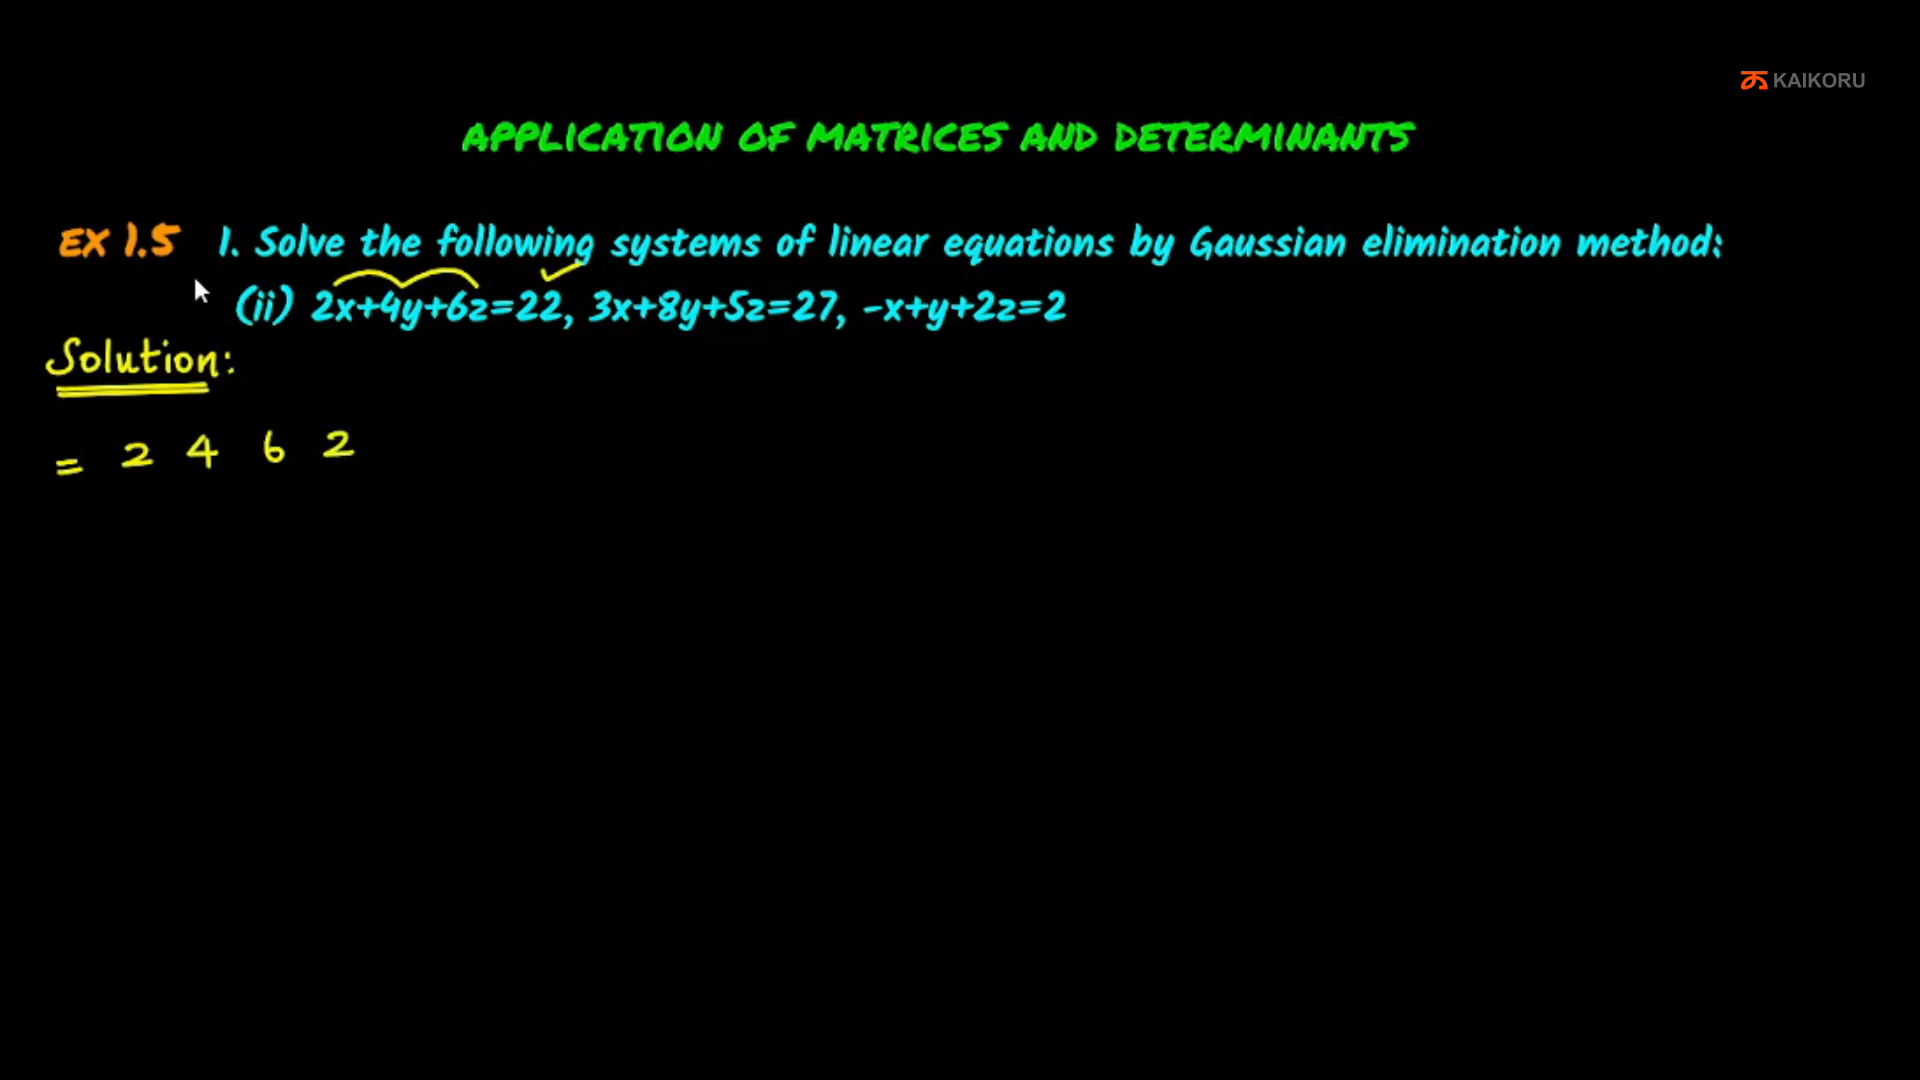 KAIKORU
APPLICATION OF MATRICES AND DETERMINANTS
EX 1.5 1. Solve the following systems of linear equations by Gaussian elimination method:
(ii) 2x+4y+6z=22, 3x+8y+5z=27, -x+y+2z=2
Solution:
= 2 4 6 2